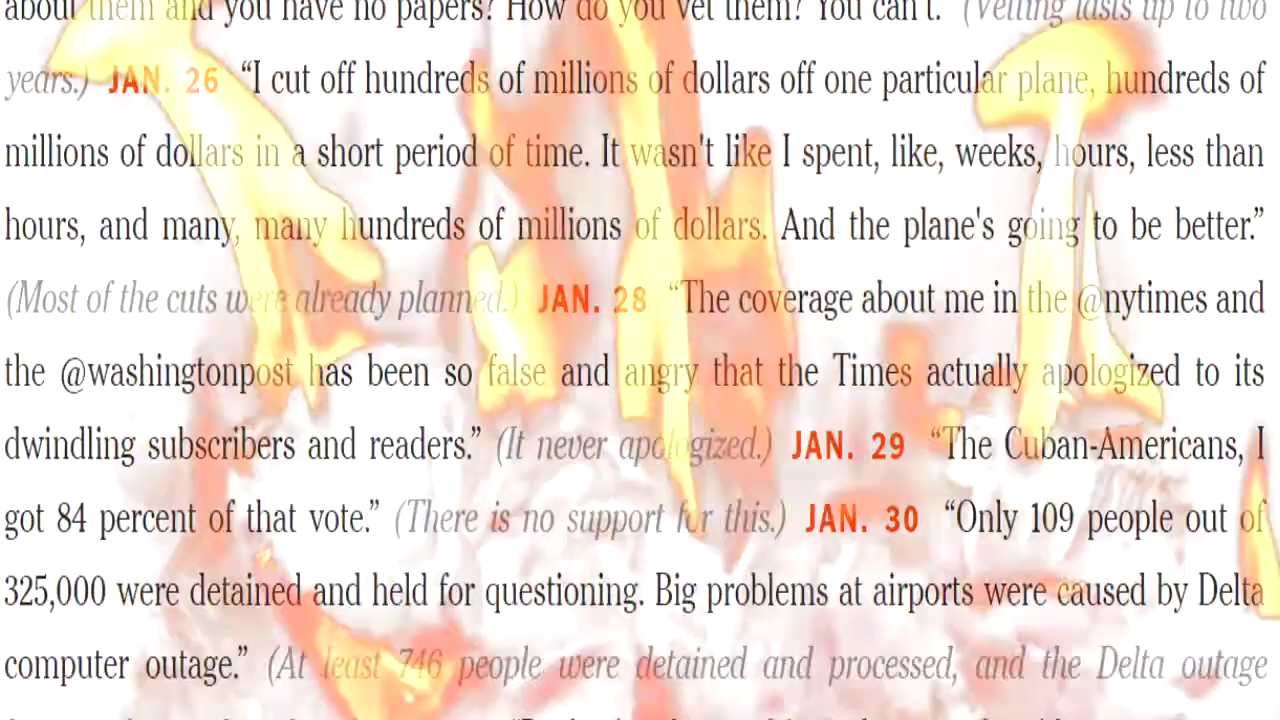 about them and you have no papers? How do you vet them? You can't.” (Vetting lasts up to two
years.) JAN. 26 “I cut off hundreds of millions of dollars off one particular plane, hundreds of
millions of dollars in a short period of time. It wasn't like I spent, like, weeks, hours, less than
hours, and many, many hundreds of millions of dollars. And the plane's going to be better.”
(Most of the cuts were already planned.) JAN. 28 “The coverage about me in the @nytimes and
the @washingtonpost has been so false and angry that the Times actually apologized to its
dwindling subscribers and readers.” (It never apologized.) JAN. 29 “The Cuban-Americans, I
got 84 percent of that vote.” (There is no support for this.) JAN. 30 “Only 109 people out of
325,000 were detained and held for questioning. Big problems at airports were caused by Delta
computer outage.” (At least 746 people were detained and processed, and the Delta outage